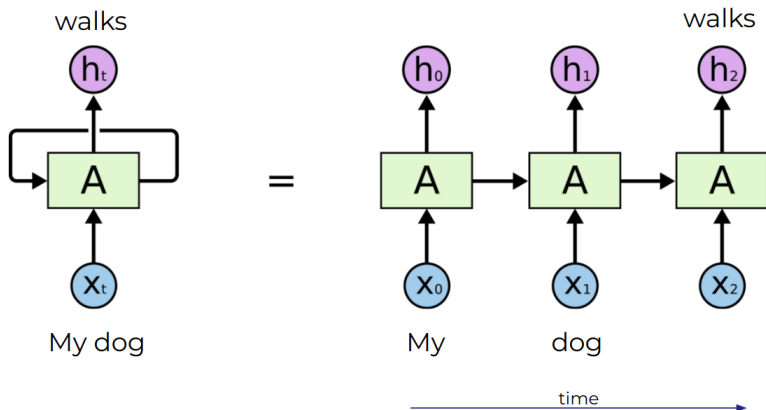 walks
walks
hₜ
h₀
h₁
h₂
A
=
A
A
A
xₜ
x₀
x₁
x₂
My dog
My
dog
time